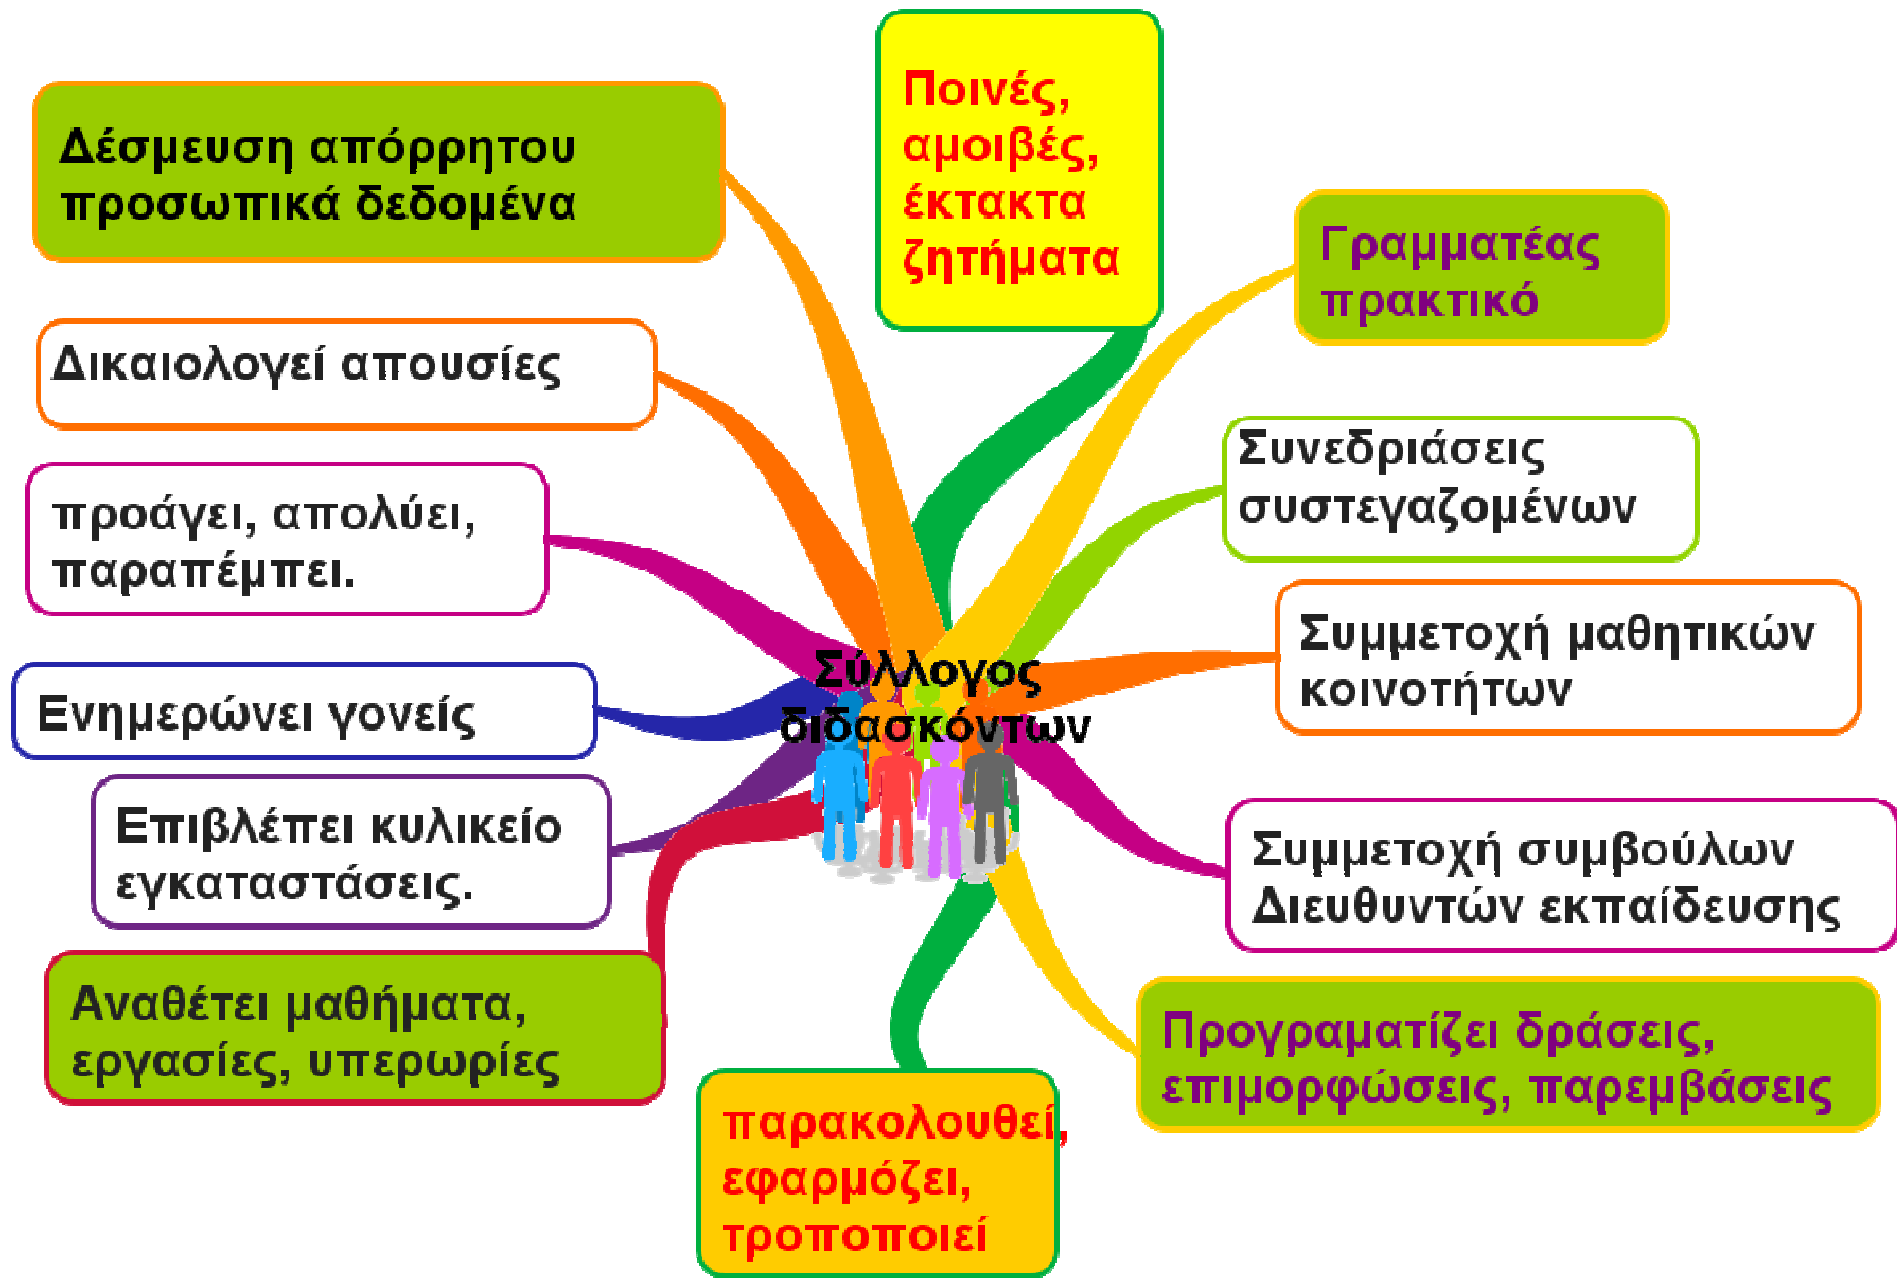 Ποινές,
αμοιβές,
έκτακτα
ζητήματα
Δέσμευση απόρρητου
προσωπικά δεδομένα
Γραμματέας
πρακτικό
Δικαιολογεί απουσίες
Συνεδριάσεις
συστεγαζομένων
προάγει, απολύει,
παραπέμπει.
Συμμετοχή μαθητικών
κοινοτήτων
Σύλλογος
διδασκόντων
Ενημερώνει γονείς
Επιβλέπει κυλικείο
εγκαταστάσεις.
Συμμετοχή συμβούλων
Διευθυντών εκπαίδευσης
Αναθέτει μαθήματα,
εργασίες, υπερωρίες
Προγραματίζει δράσεις,
επιμορφώσεις, παρεμβάσεις
παρακολουθεί,
εφαρμόζει,
τροποποιεί